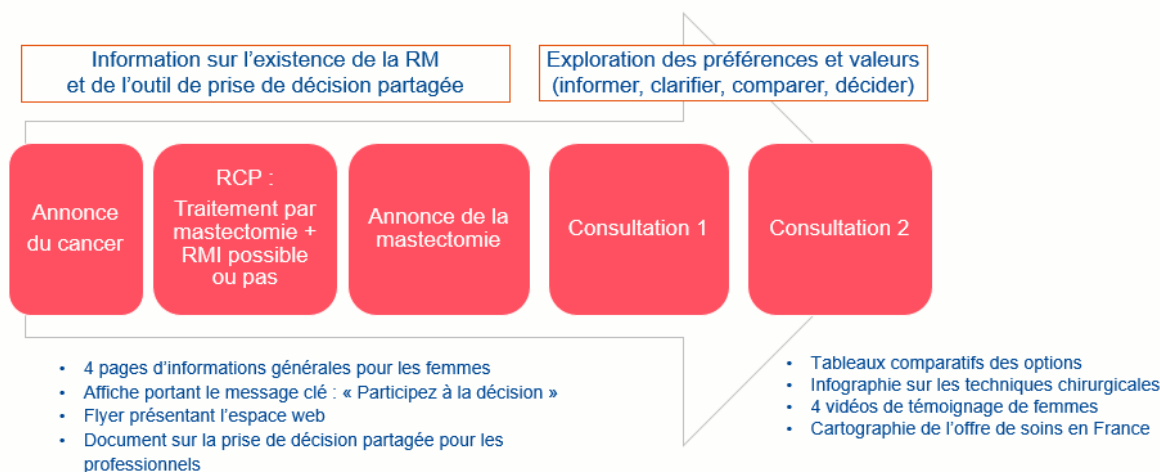 Information sur l’existence de la RM
et de l’outil de prise de décision partagée
Exploration des préférences et valeurs
(informer, clarifier, comparer, décider)
Annonce
du cancer
RCP :
Traitement par
mastectomie +
RMI possible
ou pas
Annonce de la
mastectomie
Consultation 1
Consultation 2
• 4 pages d’informations générales pour les femmes
• Affiche portant le message clé : « Participez à la décision »
• Flyer présentant l’espace web
• Document sur la prise de décision partagée pour les
professionnels
• Tableaux comparatifs des options
• Infographie sur les techniques chirurgicales
• 4 vidéos de témoignage de femmes
• Cartographie de l’offre de soins en France